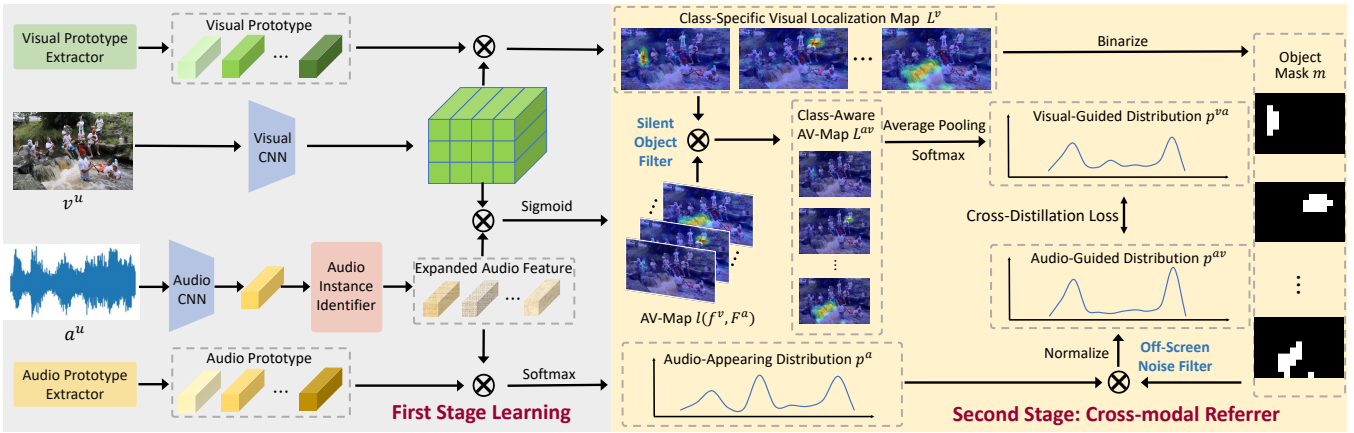 Visual Prototype
Extractor
Visual Prototype
...
Visual
CNN
v^u
Sigmoid
Audio
CNN
Audio
Instance
Identifier
Expanded Audio Feature
...
a^u
Audio Prototype
Extractor
Audio Prototype
...
Softmax
First Stage Learning
Class-Specific Visual Localization Map L^v
...
Binarize
Object
Mask m
Silent
Object
Filter
Class-Aware
AV-Map L^av
Average Pooling
Softmax
Visual-Guided Distribution p^va
Cross-Distillation Loss
Audio-Guided Distribution p^av
AV-Map l(f^v, F^a)
Audio-Appearing Distribution p^a
Normalize
Off-Screen
Noise Filter
Second Stage: Cross-modal Referrer